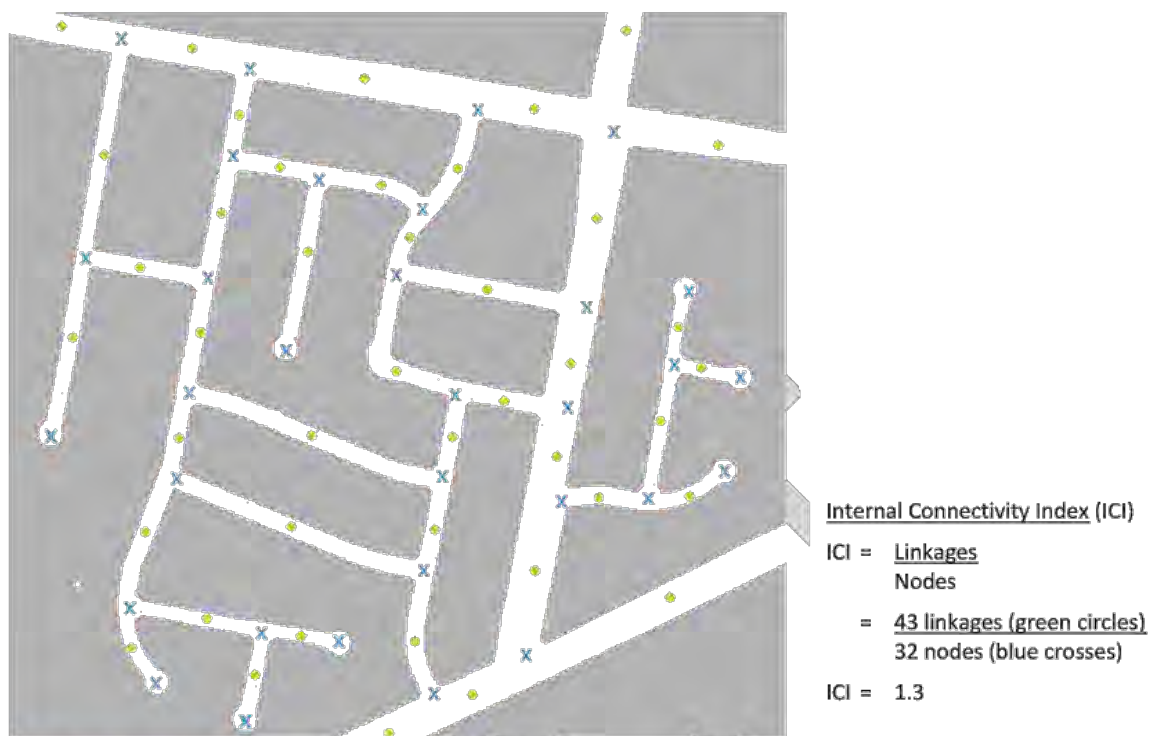 Internal Connectivity Index (ICI)
ICI = Linkages
Nodes
= 43 linkages (green circles)
32 nodes (blue crosses)
ICI = 1.3